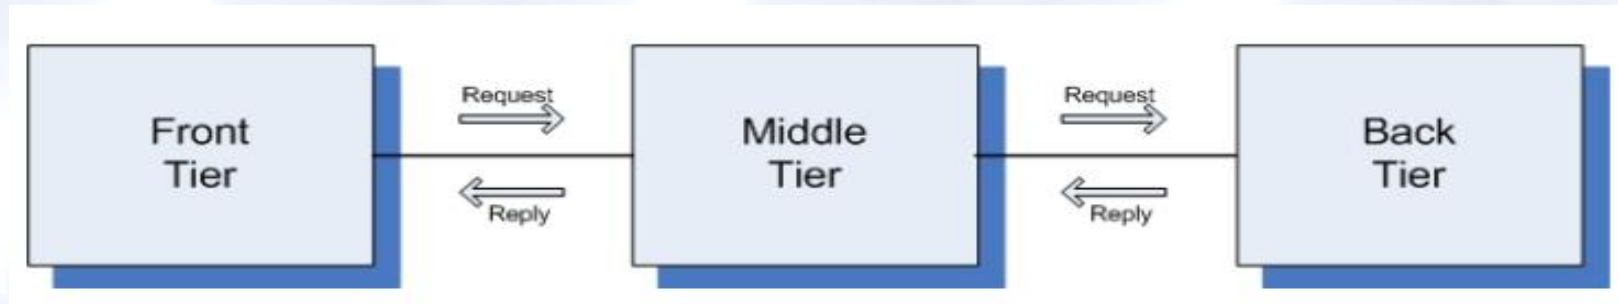 Front
Tier
Request
Reply
Middle
Tier
Request
Reply
Back
Tier